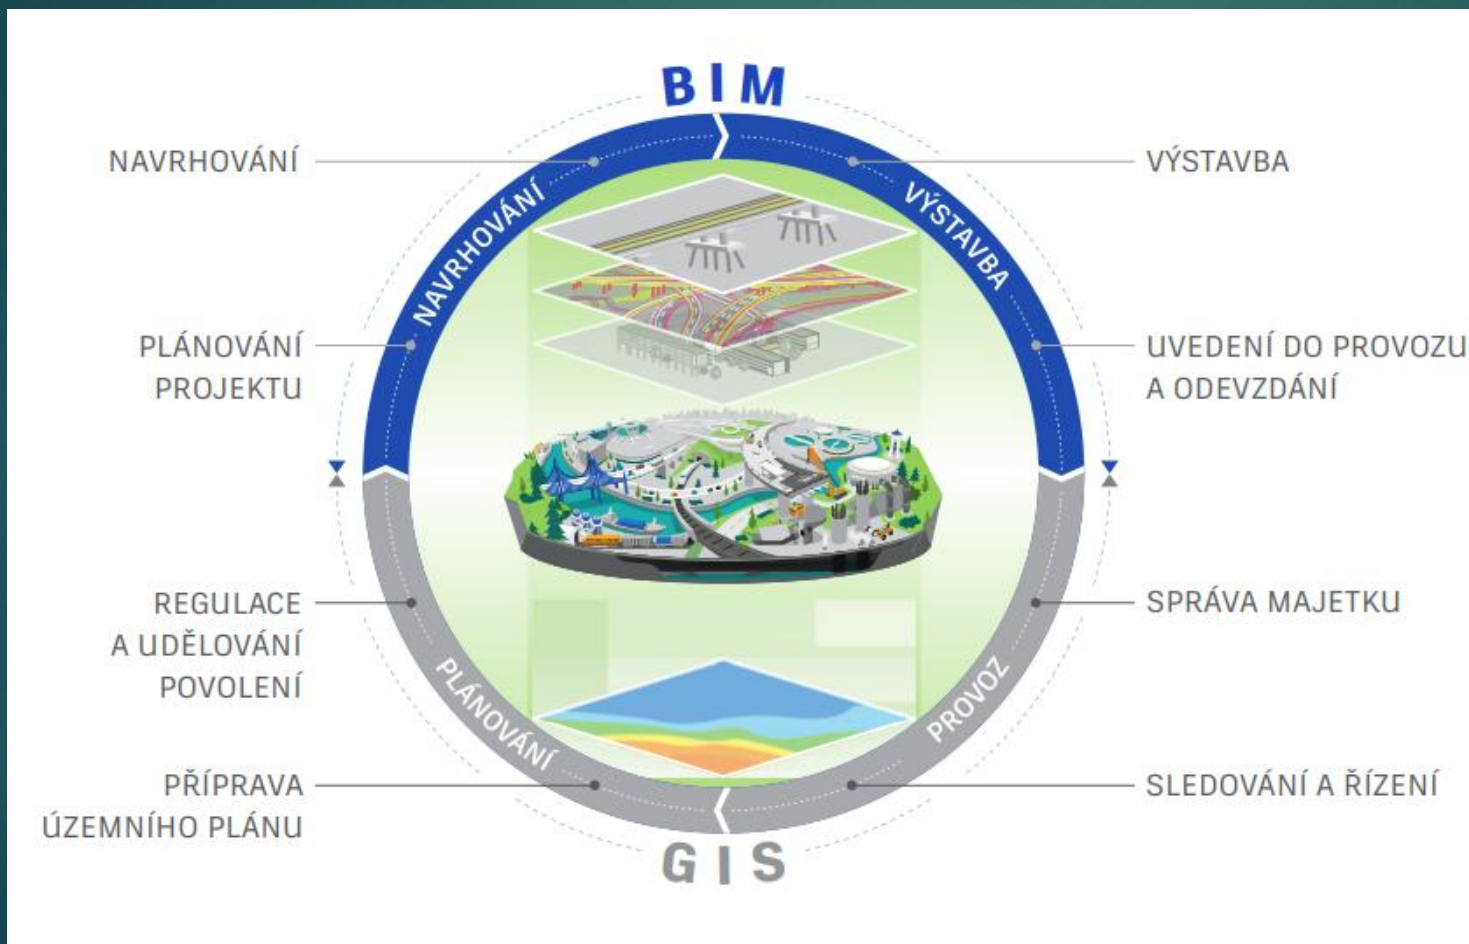 BIM
NAVRHOVÁNÍ
VÝSTAVBA
NAVRHOVÁNÍ
VÝSTAVBA
PLÁNOVÁNÍ
PROJEKTU
UVEDENÍ DO PROVOZU
A ODEVZDÁNÍ
REGULACE
A UDĚLOVÁNÍ
POVOLENÍ
SPRÁVA MAJETKU
PLÁNOVÁNÍ
PROVOZ
PŘÍPRAVA
ÚZEMNÍHO PLÁNU
SLEDOVÁNÍ A ŘÍZENÍ
GIS